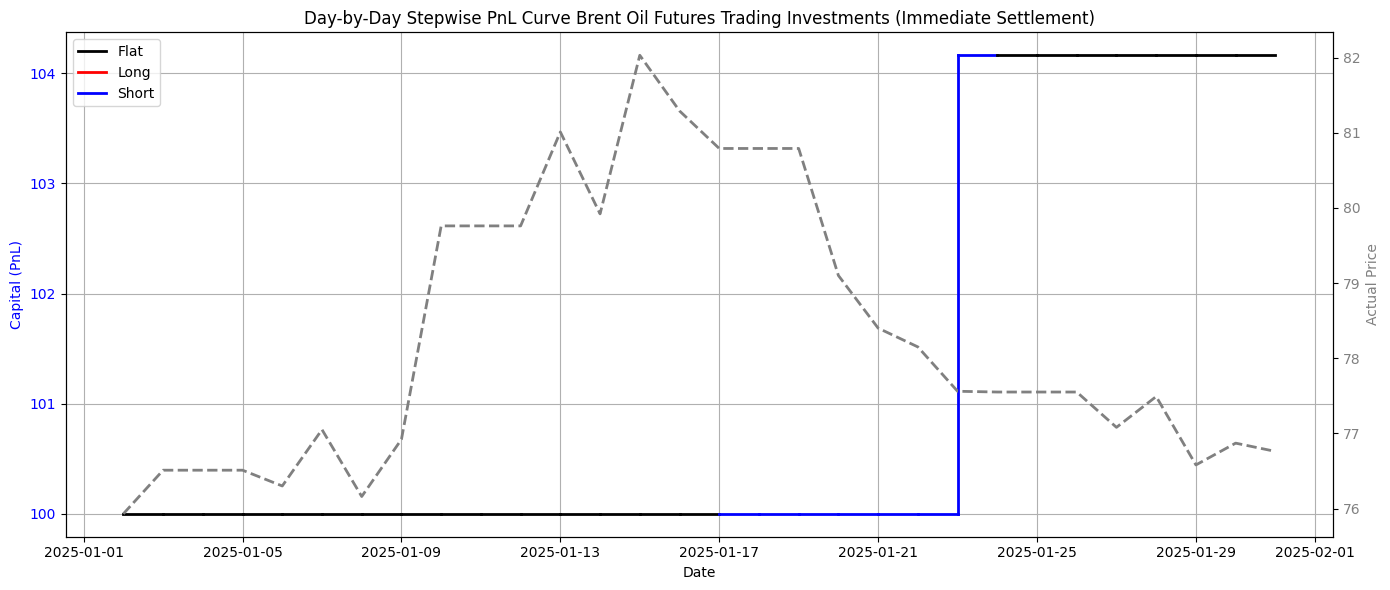 Day-by-Day Stepwise PnL Curve Brent Oil Futures Trading Investments (Immediate Settlement)
Flat
Long
Short
Capital (PnL)
104
103
102
101
100
Actual Price
82
81
80
79
78
77
76
2025-01-01 2025-01-05 2025-01-09 2025-01-13 2025-01-17 2025-01-21 2025-01-25 2025-01-29 2025-02-01
Date